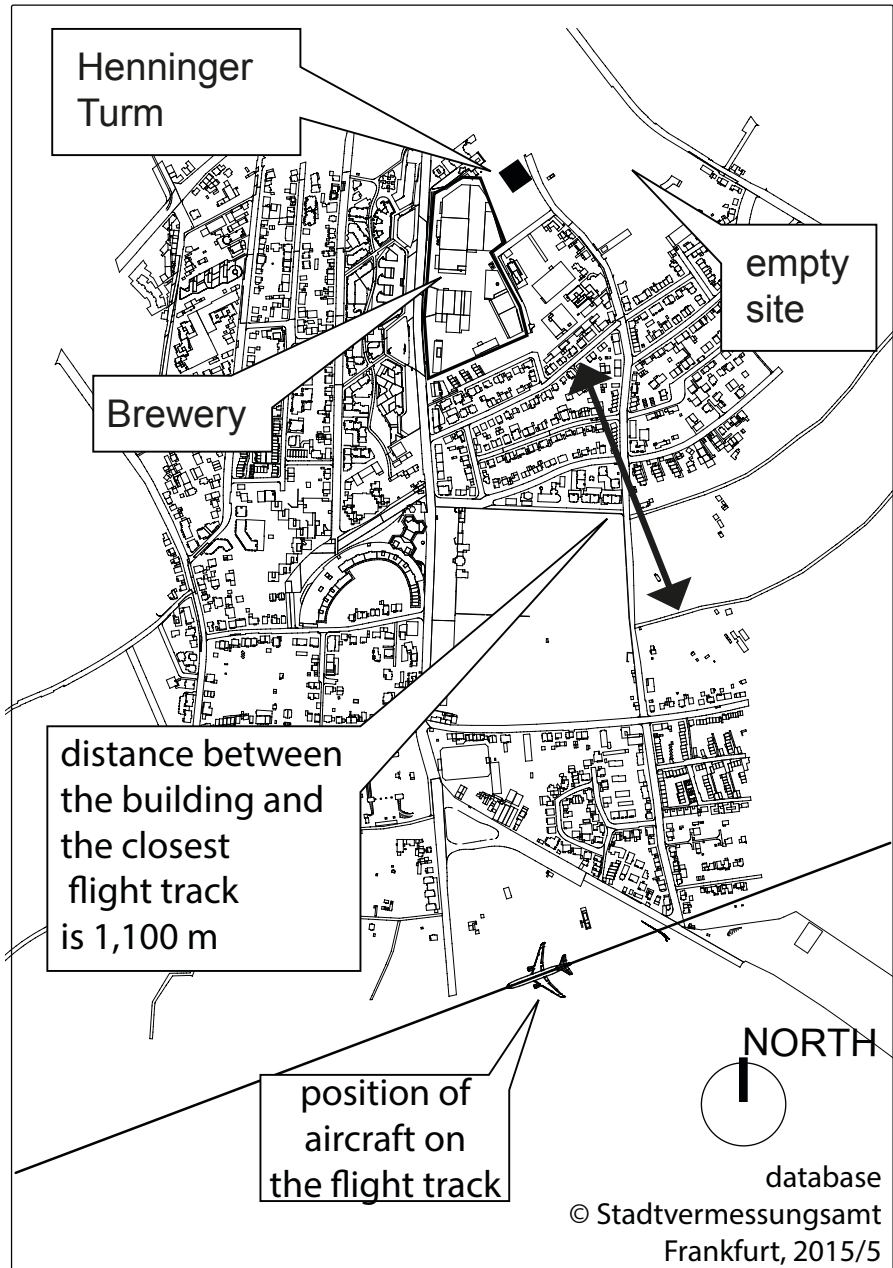 Henninger
Turm
empty
site
Brewery
distance between
the building and
the closest
flight track
is 1,100 m
NORTH
position of
aircraft on
the flight track
database
© Stadtvermessungsamt
Frankfurt, 2015/5